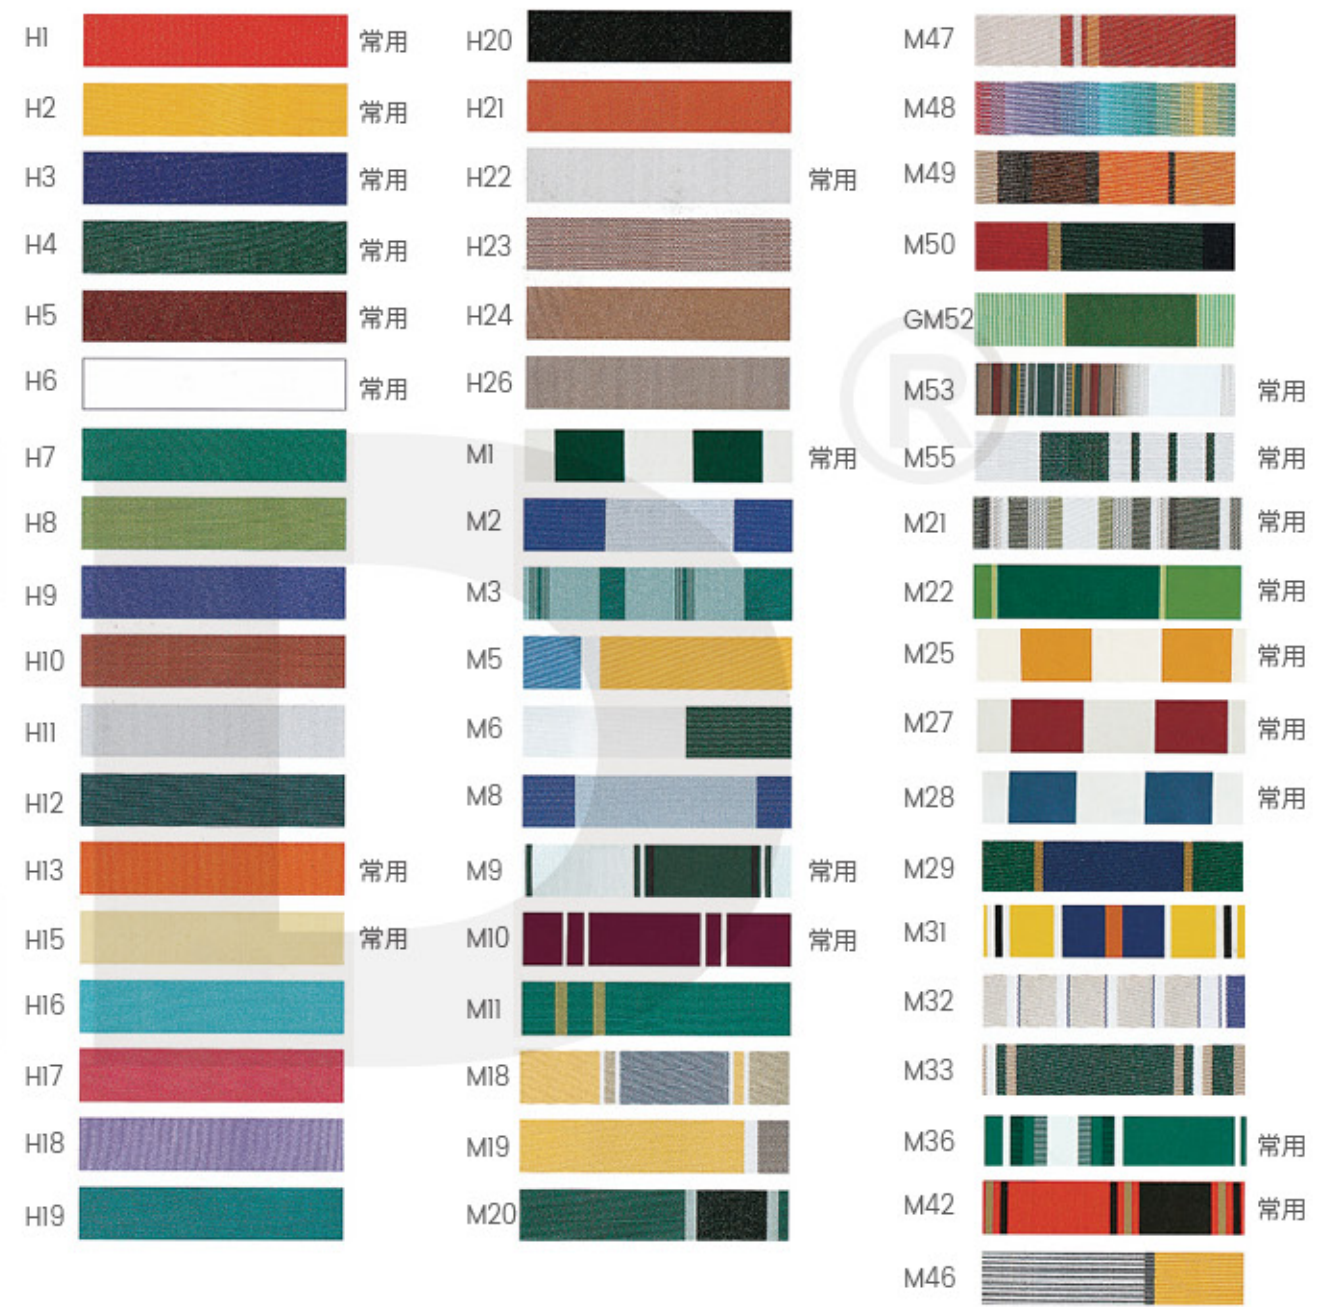 H1 常用
H2 常用
H3 常用
H4 常用
H5 常用
H6 常用
H7
H8
H9
H10
H11
H12
H13 常用
H15 常用
H16
H17
H18
H19
H20
H21
H22 常用
H23
H24
H26
M1 常用
M2
M3
M5
M6
M8
M9 常用
M10 常用
M11
M18
M19
M20
M47
M48
M49
M50
GM52
M53 常用
M55 常用
M21 常用
M22 常用
M25 常用
M27 常用
M28 常用
M29
M31
M32
M33
M36 常用
M42 常用
M46
®